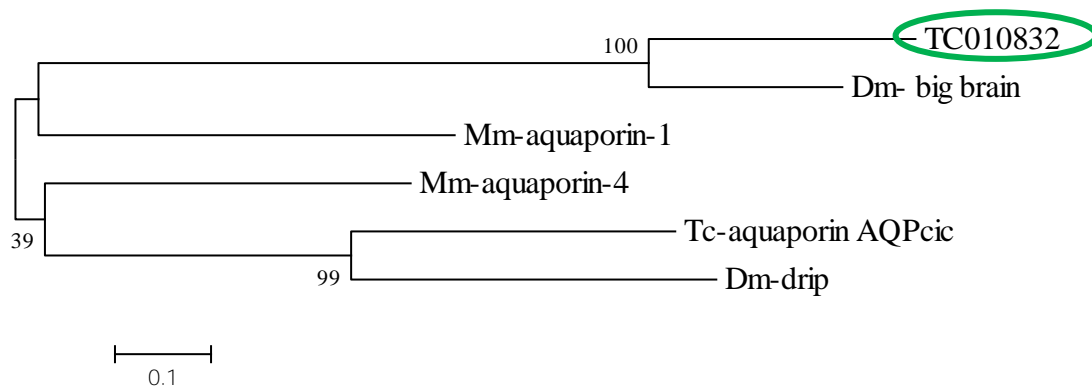 100
TC010832
Dm- big brain
Mm-aquaporin-1
Mm-aquaporin-4
39
Tc-aquaporin AQPcic
99
Dm-drip
0.1